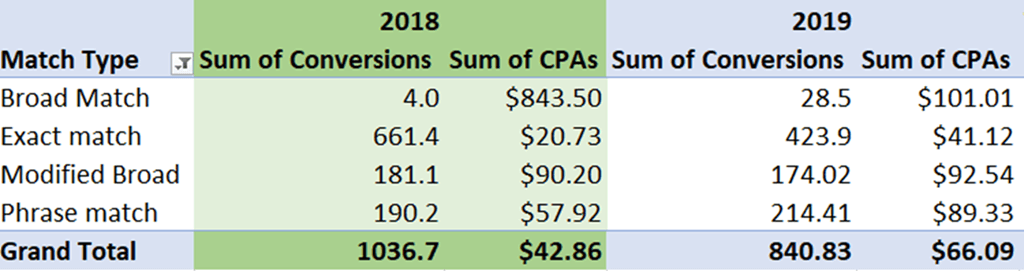 2018 2019
Match Type Sum of Conversions Sum of CPAs Sum of Conversions Sum of CPAs
Broad Match 4.0 $843.50 28.5 $101.01
Exact match 661.4 $20.73 423.9 $41.12
Modified Broad 181.1 $90.20 174.02 $92.54
Phrase match 190.2 $57.92 214.41 $89.33
Grand Total 1036.7 $42.86 840.83 $66.09